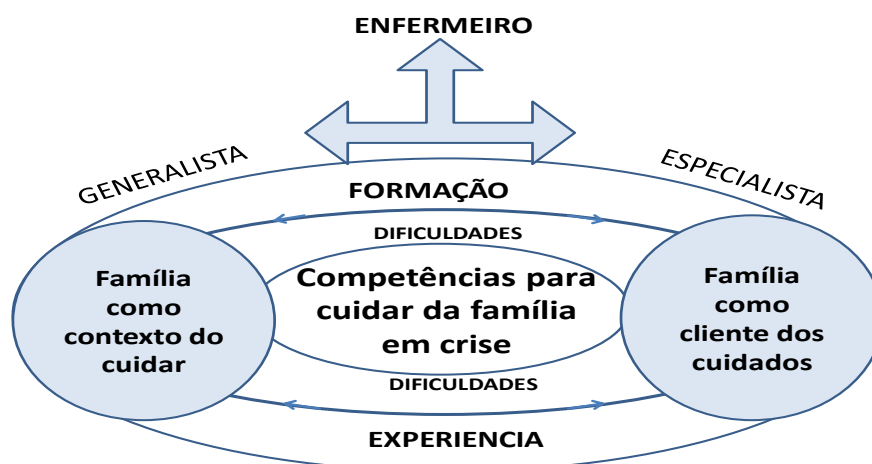 ENFERMEIRO
GENERALISTA
ESPECIALISTA
FORMAÇÃO
DIFICULDADES
Família
como
contexto do
cuidar
Competências para
cuidar da família
em crise
Família
como
cliente dos
cuidados
DIFICULDADES
EXPERIENCIA